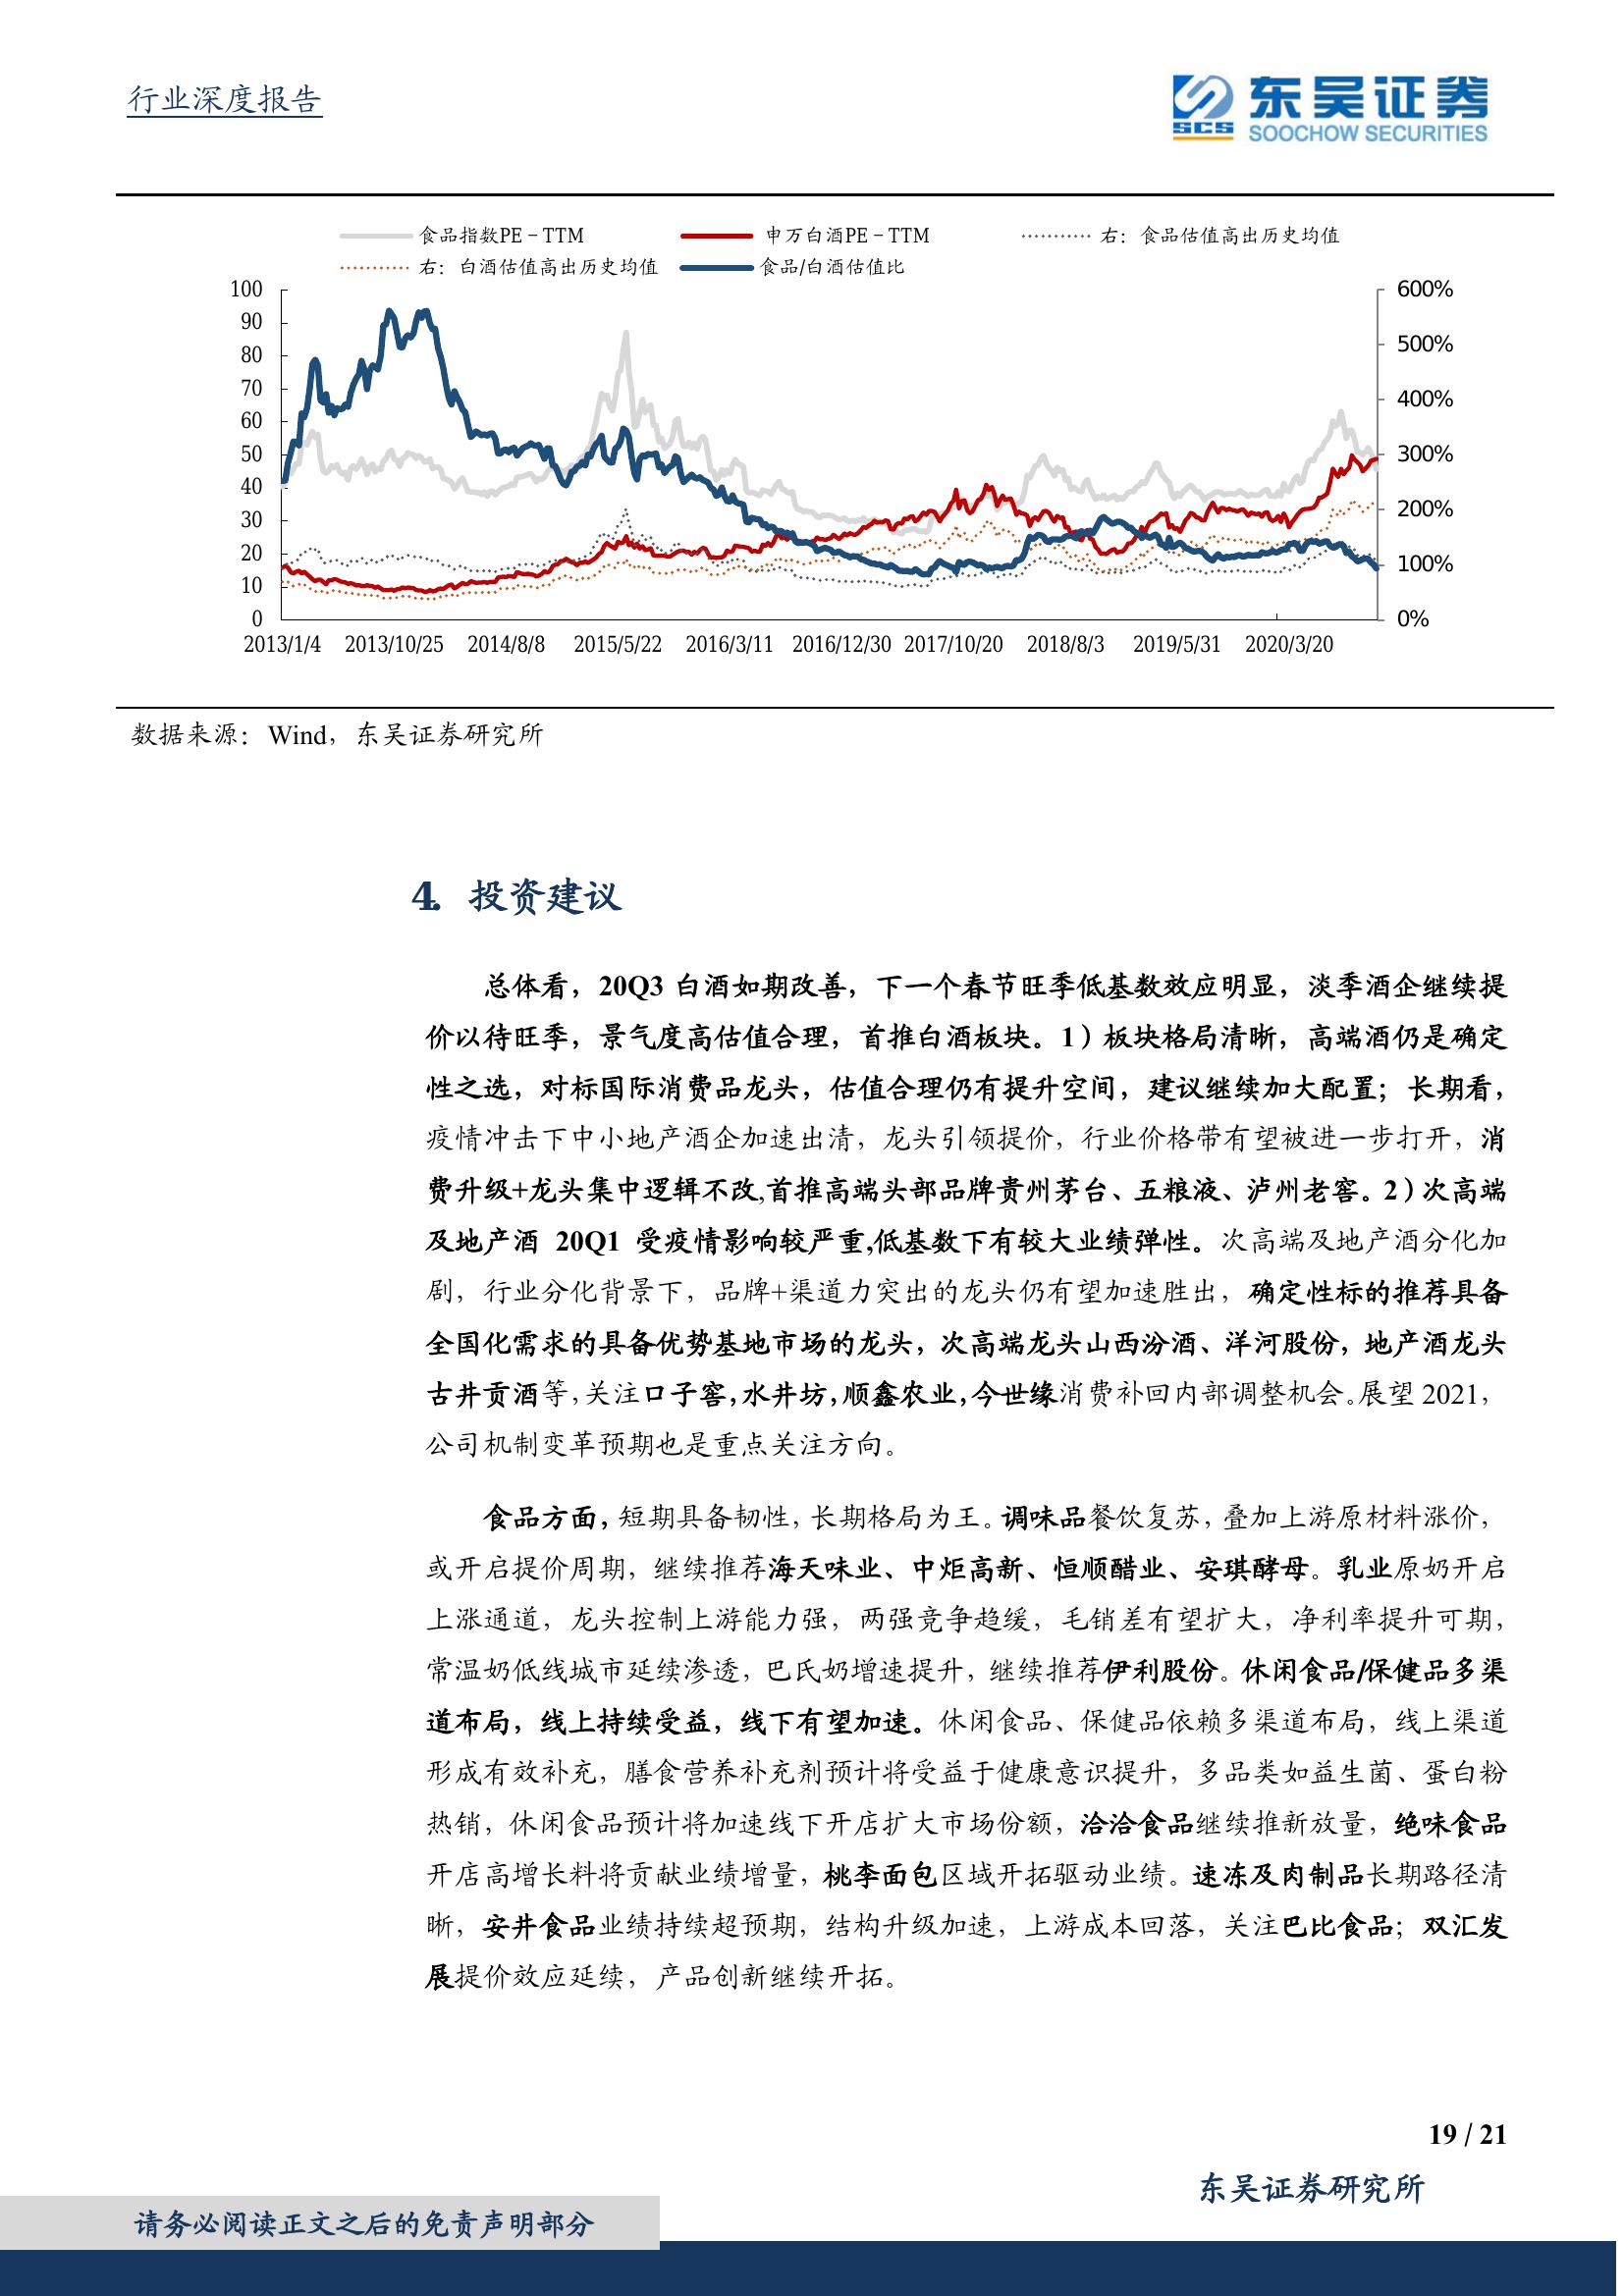 行业深度报告
SCS
东吴证券
SOOCHOW SECURITIES
食品指数PE-TTM
申万白酒PE-TTM
右：食品估值高出历史均值
右：白酒估值高出历史均值
食品/白酒估值比
100
90
80
70
60
50
40
30
20
10
0
600%
500%
400%
300%
200%
100%
0%
2013/1/4 2013/10/25 2014/8/8 2015/5/22 2016/3/11 2016/12/30 2017/10/20 2018/8/3 2019/5/31 2020/3/20
数据来源：Wind，东吴证券研究所
4. 投资建议
总体看，20Q3 白酒如期改善，下一个春节旺季低基数效应明显，淡季酒企继续提
价以待旺季，景气度高估值合理，首推白酒板块。1）板块格局清晰，高端酒仍是确定
性之选，对标国际消费品龙头，估值合理仍有提升空间，建议继续加大配置；长期看，
疫情冲击下中小地产酒企加速出清，龙头引领提价，行业价格带有望被进一步打开，消
费升级+龙头集中逻辑不改,首推高端头部品牌贵州茅台、五粮液、泸州老窖。2）次高端
及地产酒 20Q1 受疫情影响较严重,低基数下有较大业绩弹性。次高端及地产酒分化加
剧，行业分化背景下，品牌+渠道力突出的龙头仍有望加速胜出，确定性标的推荐具备
全国化需求的具备优势基地市场的龙头，次高端龙头山西汾酒、洋河股份，地产酒龙头
古井贡酒等，关注口子窖，水井坊，顺鑫农业，今世缘消费补回内部调整机会。展望 2021，
公司机制变革预期也是重点关注方向。
食品方面，短期具备韧性，长期格局为王。调味品餐饮复苏，叠加上游原材料涨价，
或开启提价周期，继续推荐海天味业、中炬高新、恒顺醋业、安琪酵母。乳业原奶开启
上涨通道，龙头控制上游能力强，两强竞争趋缓，毛销差有望扩大，净利率提升可期，
常温奶低线城市延续渗透，巴氏奶增速提升，继续推荐伊利股份。休闲食品/保健品多渠
道布局，线上持续受益，线下有望加速。休闲食品、保健品依赖多渠道布局，线上渠道
形成有效补充，膳食营养补充剂预计将受益于健康意识提升，多品类如益生菌、蛋白粉
热销，休闲食品预计将加速线下开店扩大市场份额，洽洽食品继续推新放量，绝味食品
开店高增长料将贡献业绩增量，桃李面包区域开拓驱动业绩。速冻及肉制品长期路径清
晰，安井食品业绩持续超预期，结构升级加速，上游成本回落，关注巴比食品；双汇发
展提价效应延续，产品创新继续开拓。
19 / 21
东吴证券研究所
请务必阅读正文之后的免责声明部分